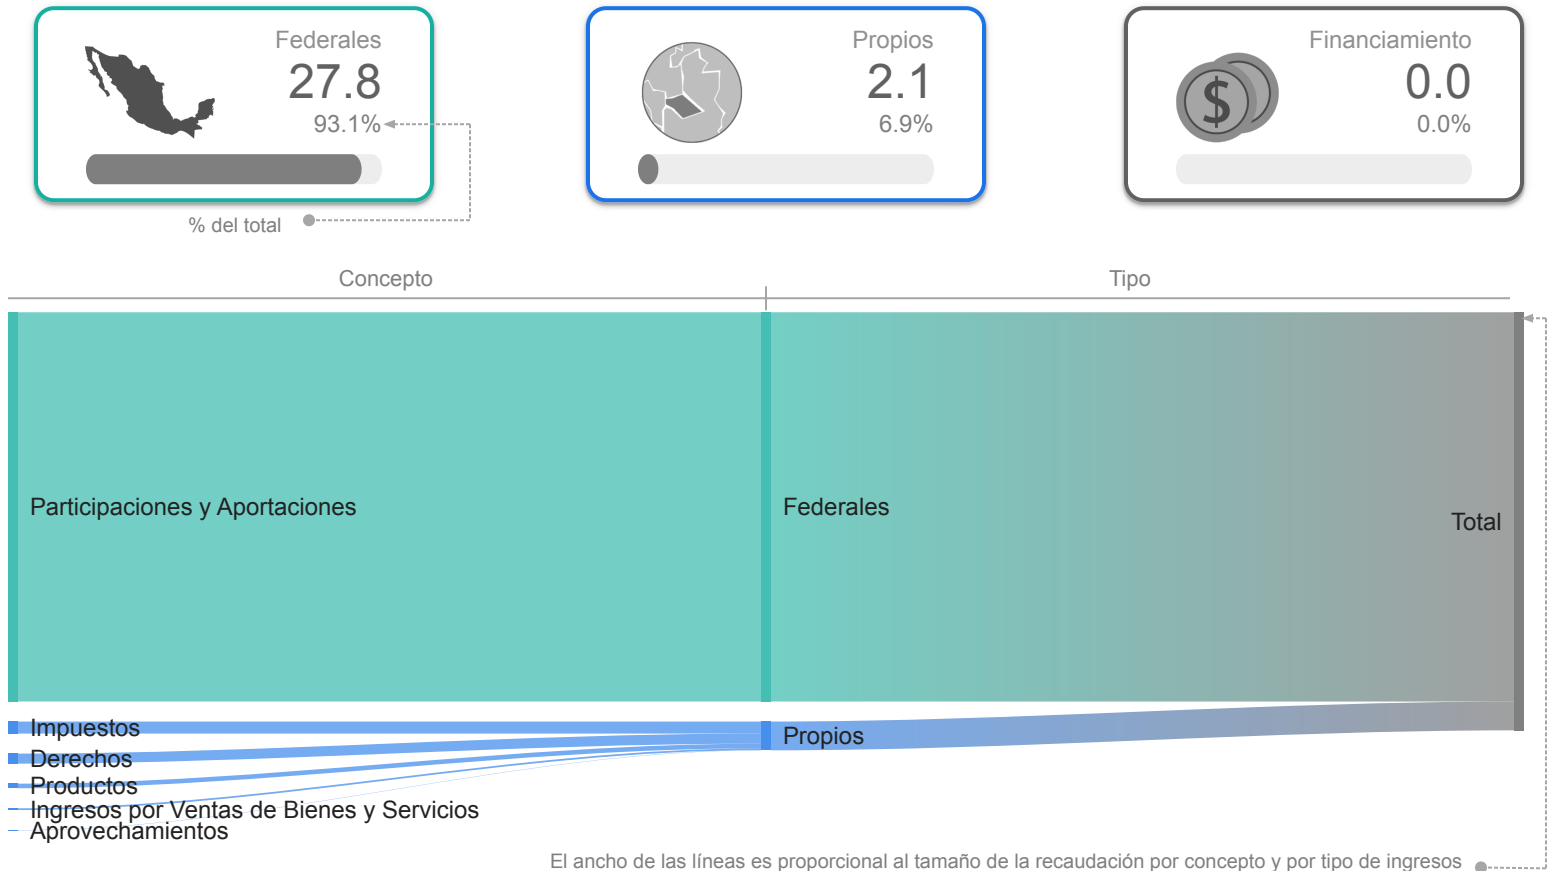 Federales
27.8
93.1%
Propios
2.1
6.9%
Financiamiento
0.0
0.0%
$
% del total
Concepto
Tipo
Participaciones y Aportaciones
Federales
Total
Impuestos
Propios
Derechos
Productos
Ingresos por Ventas de Bienes y Servicios
Aprovechamientos
El ancho de las líneas es proporcional al tamaño de la recaudación por concepto y por tipo de ingresos